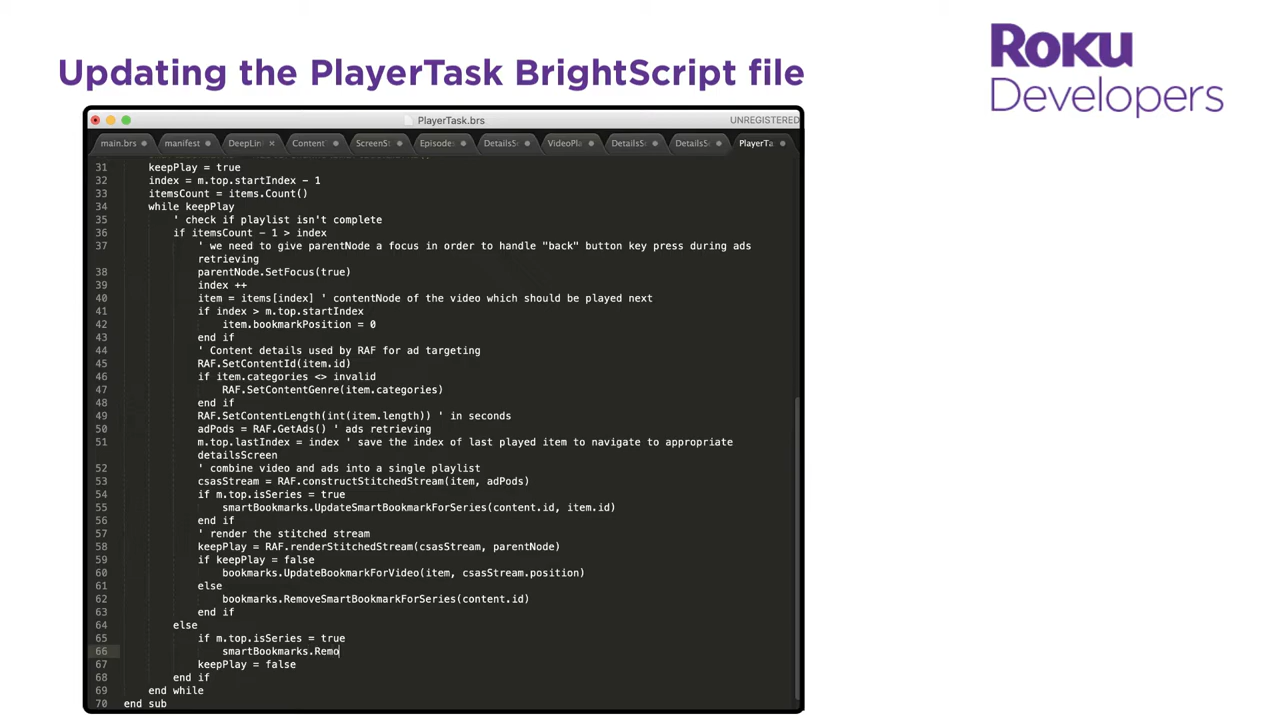 Updating the PlayerTask BrightScript file
Roku
Developers
PlayerTask.brs
UNREGISTERED
main.brs
manifest
DeepLin
Content
ScreenSt
Episodes
DetailsSc
VideoPla
DetailsSc
DetailsSc
PlayerTa
31 keepPlay = true
32 index = m.top.startIndex - 1
33 itemsCount = items.Count()
34 while keepPlay
35 ' check if playlist isn't complete
36 if itemsCount - 1 > index
37 ' we need to give parentNode a focus in order to handle "back" button key press during ads
retrieving
38 parentNode.SetFocus(true)
39 index ++
40 item = items[index] ' contentNode of the video which should be played next
41 if index > m.top.startIndex
42 item.bookmarkPosition = 0
43 end if
44 ' Content details used by RAF for ad targeting
45 RAF.SetContentId(item.id)
46 if item.categories <> invalid
47 RAF.SetContentGenre(item.categories)
48 end if
49 RAF.SetContentLength(int(item.length)) ' in seconds
50 adPods = RAF.GetAds() ' ads retrieving
51 m.top.lastIndex = index ' save the index of last played item to navigate to appropriate
detailsScreen
52 ' combine video and ads into a single playlist
53 csasStream = RAF.constructStitchedStream(item, adPods)
54 if m.top.isSeries = true
55 smartBookmarks.UpdateSmartBookmarkForSeries(content.id, item.id)
56 end if
57 ' render the stitched stream
58 keepPlay = RAF.renderStitchedStream(csasStream, parentNode)
59 if keepPlay = false
60 bookmarks.UpdateBookmarkForVideo(item, csasStream.position)
61 else
62 bookmarks.RemoveSmartBookmarkForSeries(content.id)
63 end if
64 else
65 if m.top.isSeries = true
66 smartBookmarks.Remo
67 keepPlay = false
68 end if
69 end while
70 end sub